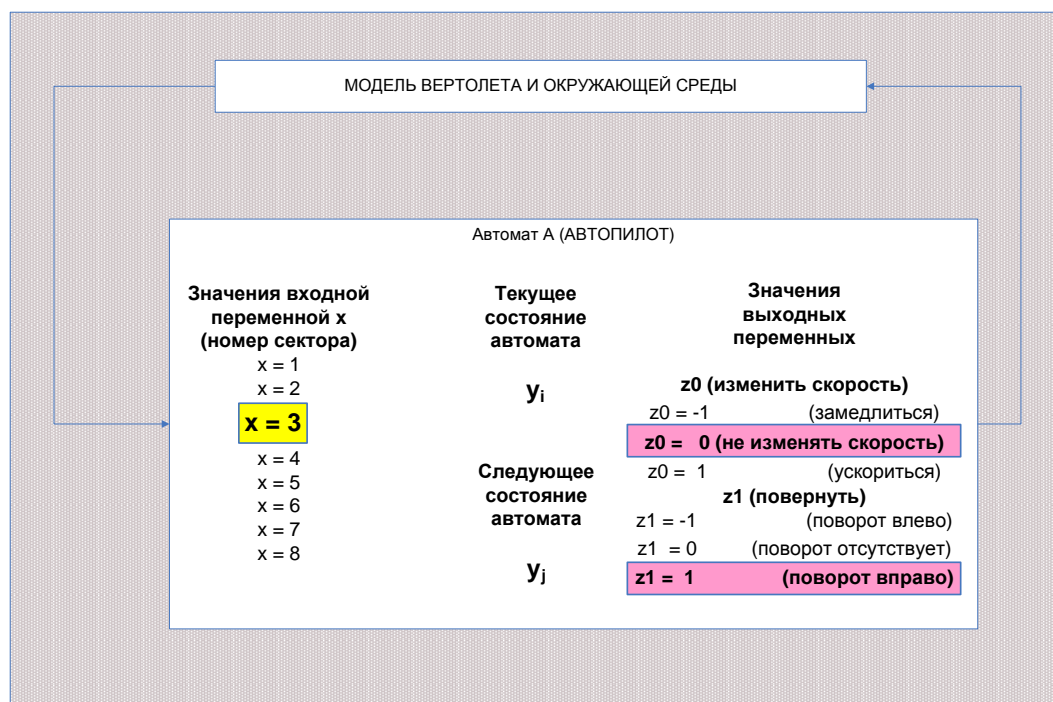 МОДЕЛЬ ВЕРТОЛЕТА И ОКРУЖАЮЩЕЙ СРЕДЫ
Автомат А (АВТОПИЛОТ)
Значения входной
переменной x
(номер сектора)
x = 1
x = 2
x = 3
x = 4
x = 5
x = 6
x = 7
x = 8
Текущее
состояние
автомата
yi
Следующее
состояние
автомата
yj
Значения
выходных
переменных
z0 (изменить скорость)
z0 = -1 (замедлиться)
z0 = 0 (не изменять скорость)
z0 = 1 (ускориться)
z1 (повернуть)
z1 = -1 (поворот влево)
z1 = 0 (поворот отсутствует)
z1 = 1 (поворот вправо)